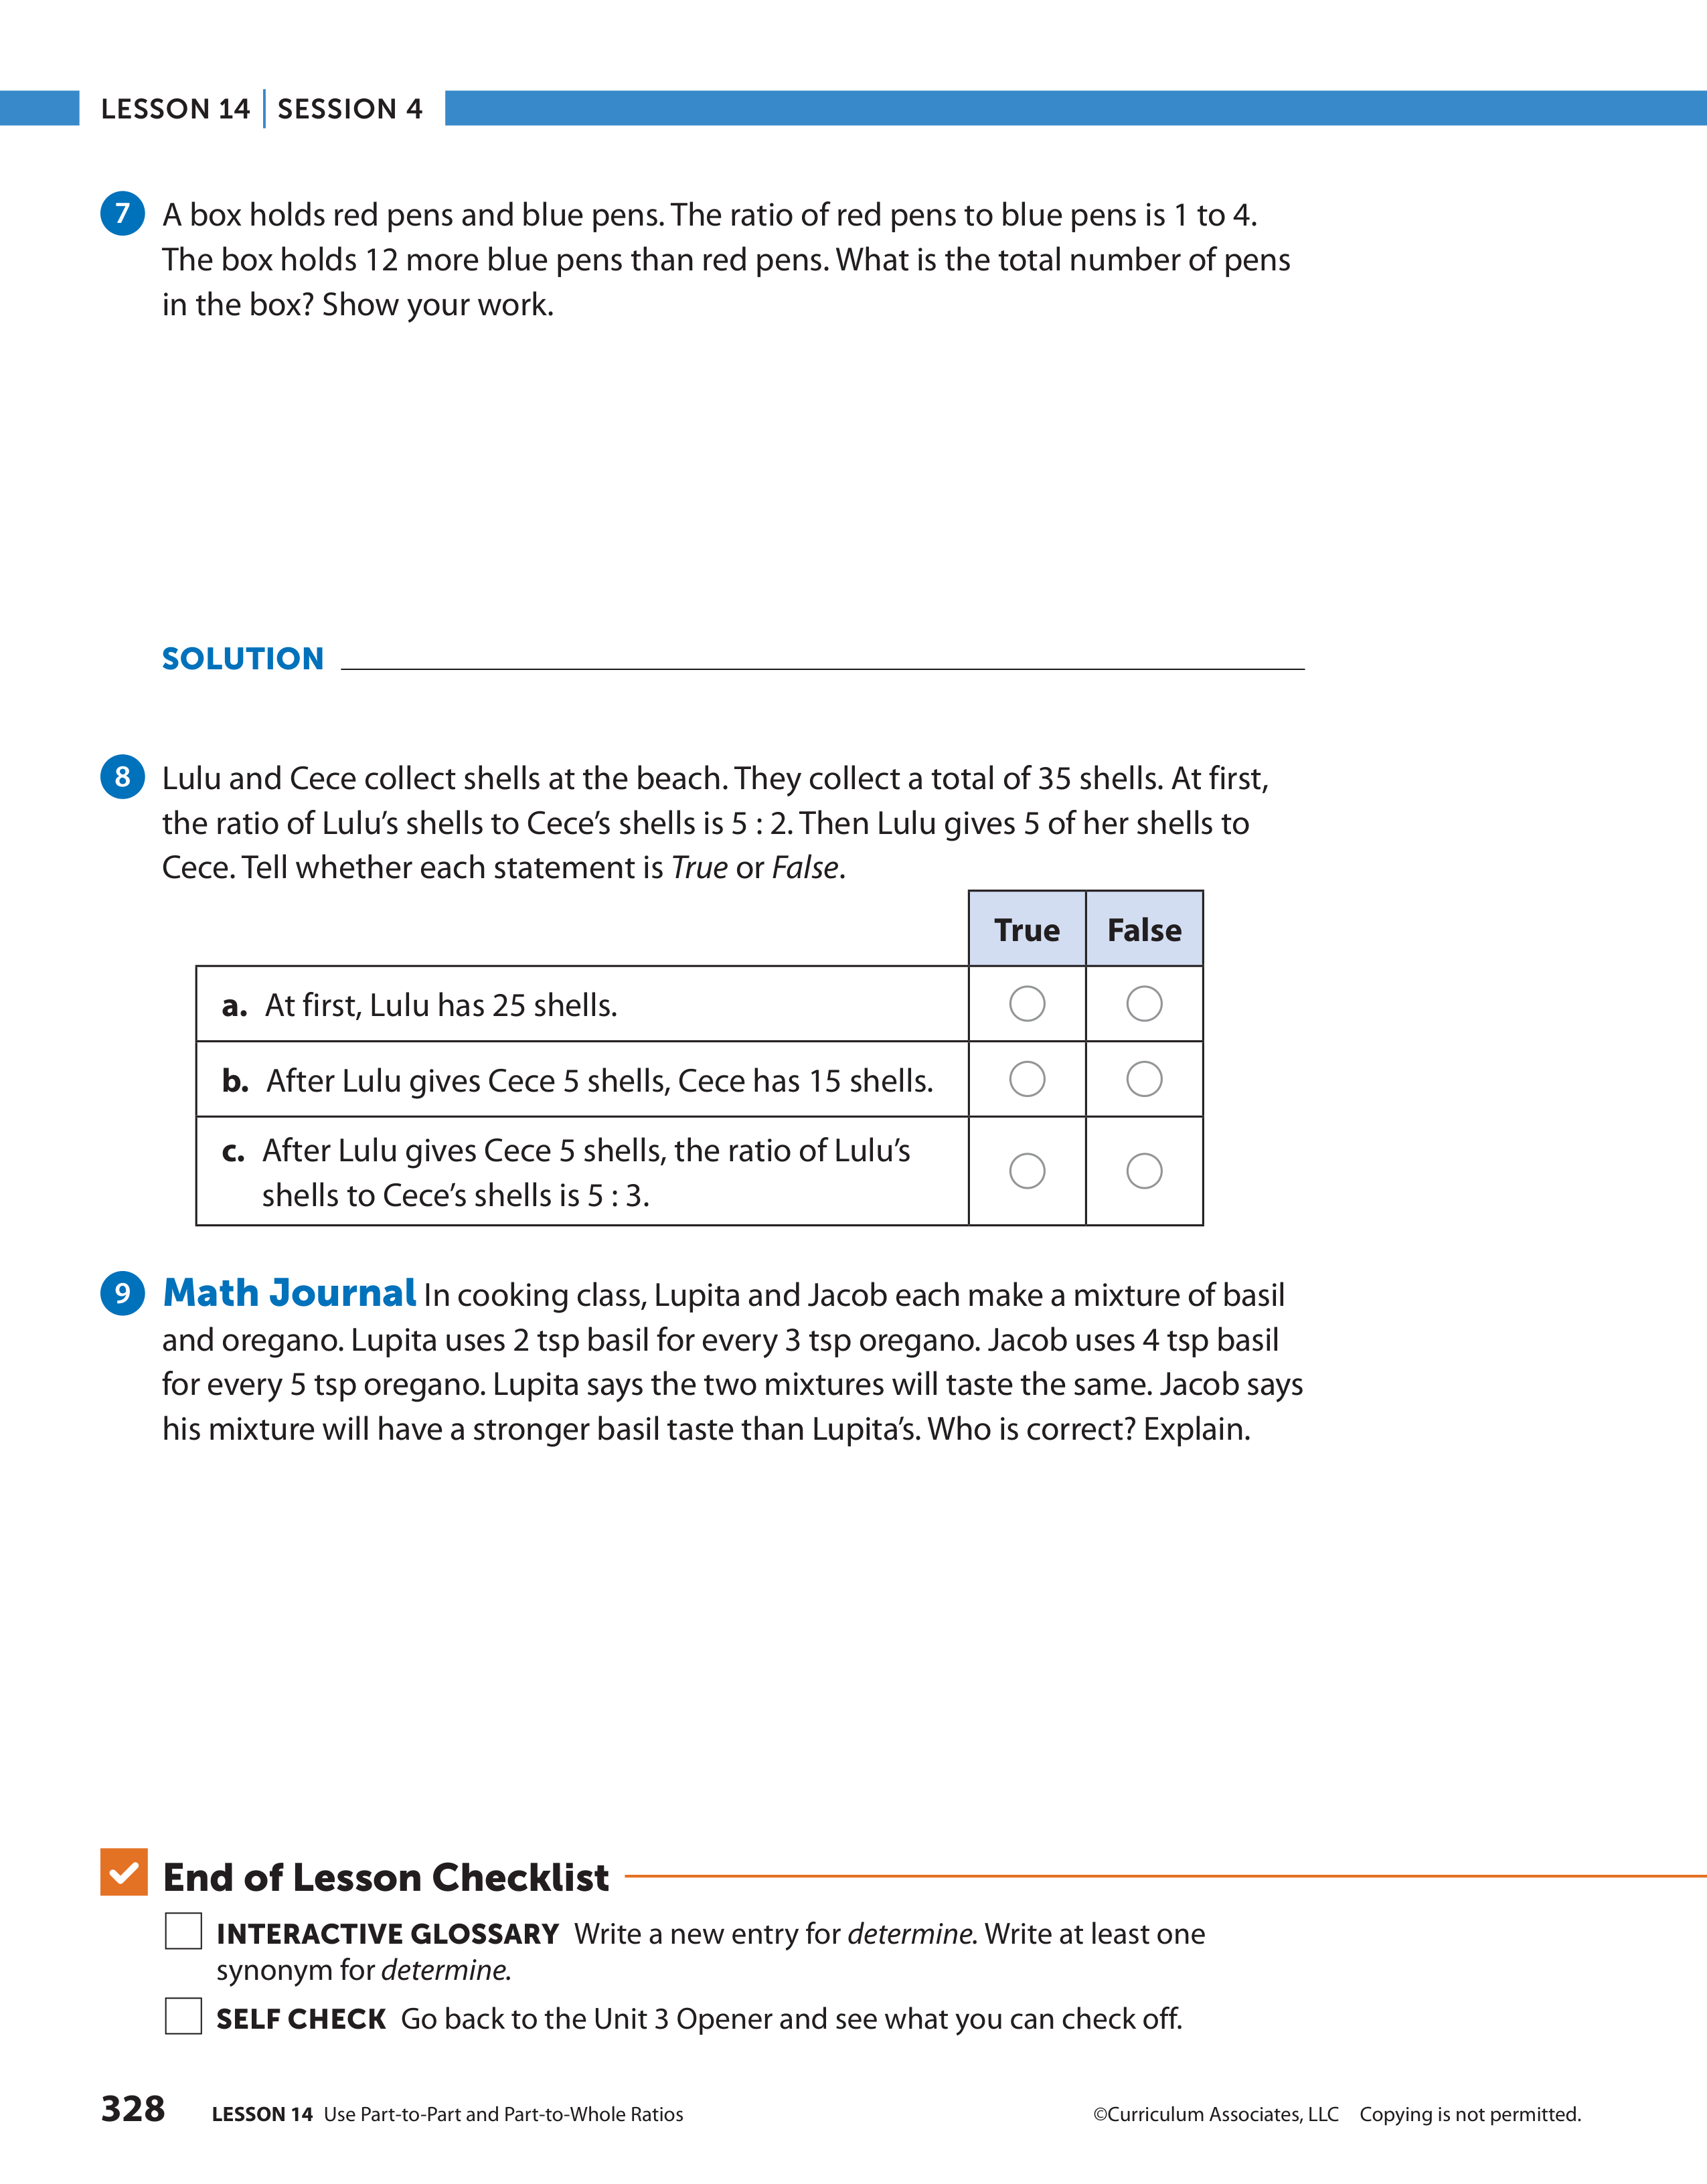 LESSON 14 | SESSION 4
7 A box holds red pens and blue pens. The ratio of red pens to blue pens is 1 to 4.
The box holds 12 more blue pens than red pens. What is the total number of pens
in the box? Show your work.
SOLUTION
8 Lulu and Cece collect shells at the beach. They collect a total of 35 shells. At first,
the ratio of Lulu’s shells to Cece’s shells is 5 : 2. Then Lulu gives 5 of her shells to
Cece. Tell whether each statement is True or False.
True False
a. At first, Lulu has 25 shells.
b. After Lulu gives Cece 5 shells, Cece has 15 shells.
c. After Lulu gives Cece 5 shells, the ratio of Lulu’s
shells to Cece’s shells is 5 : 3.
9 Math Journal In cooking class, Lupita and Jacob each make a mixture of basil
and oregano. Lupita uses 2 tsp basil for every 3 tsp oregano. Jacob uses 4 tsp basil
for every 5 tsp oregano. Lupita says the two mixtures will taste the same. Jacob says
his mixture will have a stronger basil taste than Lupita’s. Who is correct? Explain.
End of Lesson Checklist
INTERACTIVE GLOSSARY Write a new entry for determine. Write at least one
synonym for determine.
SELF CHECK Go back to the Unit 3 Opener and see what you can check off.
328 LESSON 14 Use Part-to-Part and Part-to-Whole Ratios ©Curriculum Associates, LLC Copying is not permitted.